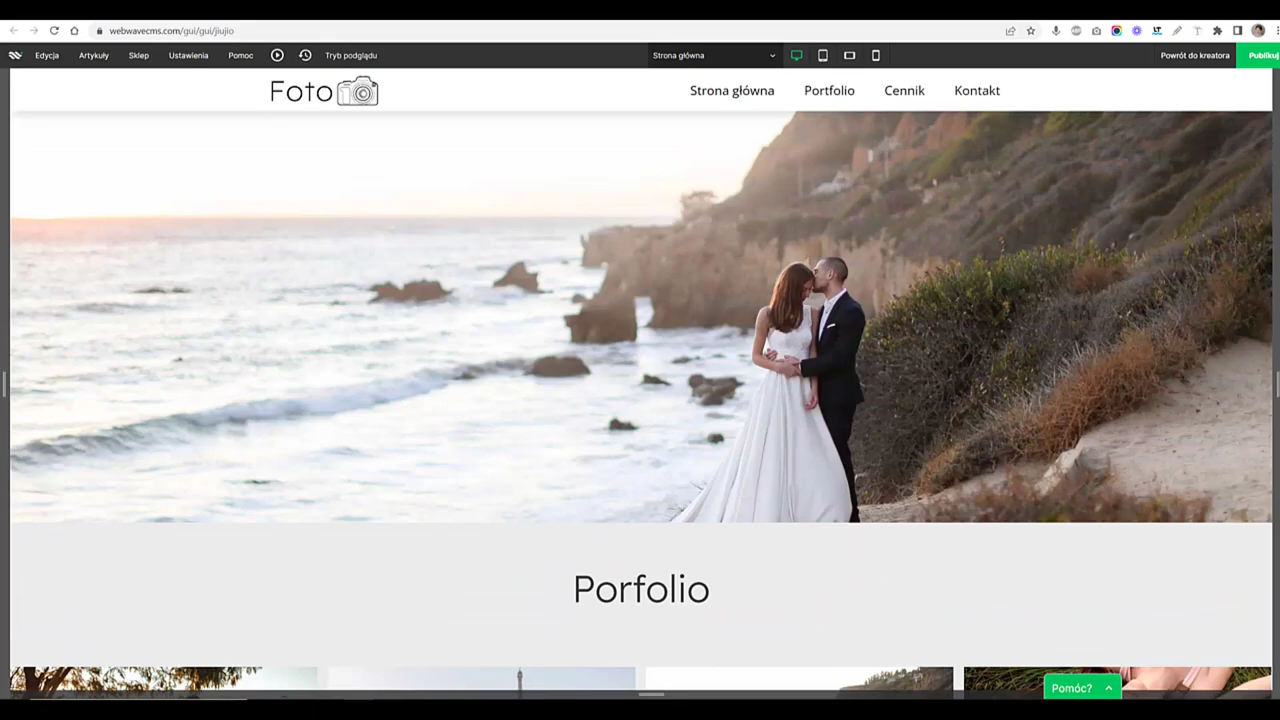 webwavecms.com/gui/gui/jiujio
Edycja Artykuły Sklep Ustawienia Pomoc Tryb podglądu Strona główna Powrót do kreatora Publikuj
Foto Strona główna Portfolio Cennik Kontakt
Porfolio
Pomóc?